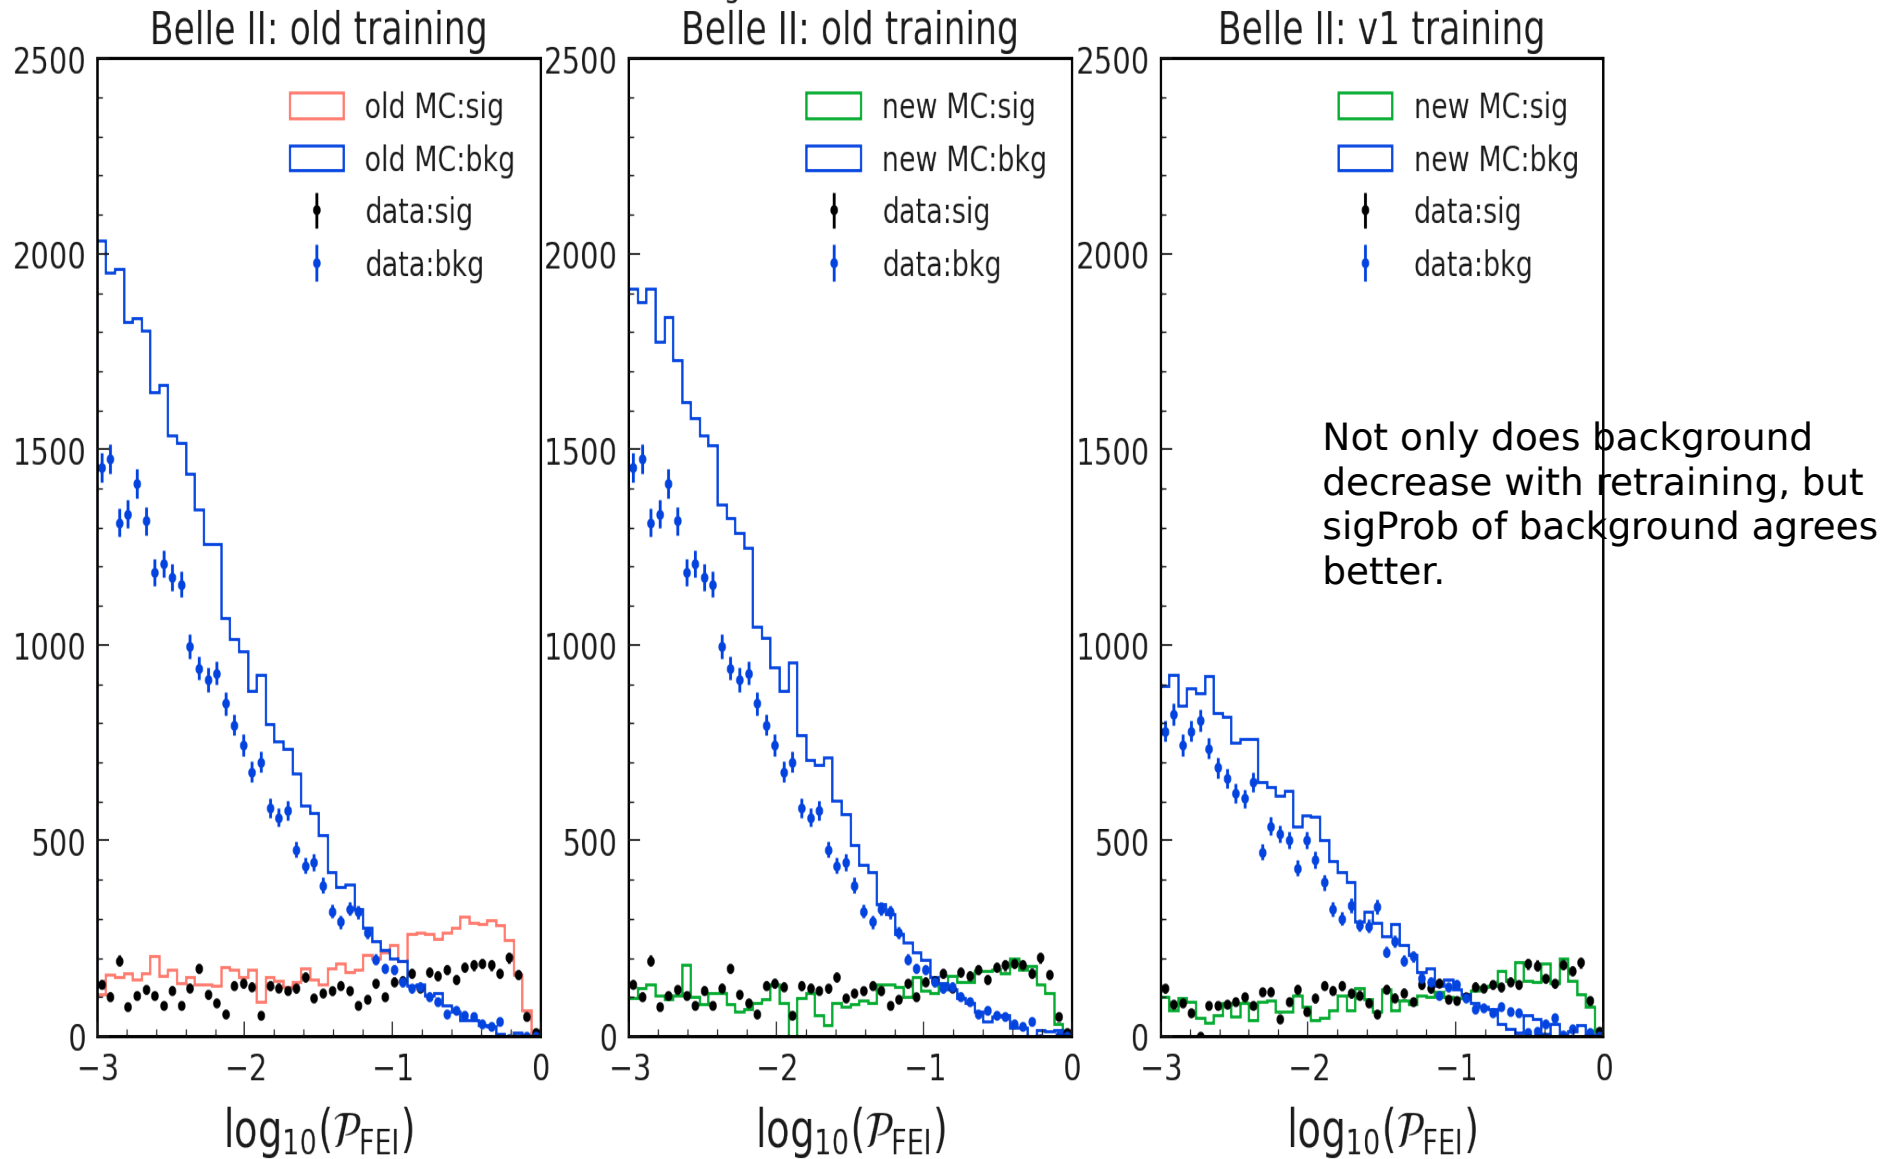 Belle II: old training
2500
2000
1500
1000
500
0
−3
−2
−1
0
old MC:sig
old MC:bkg
data:sig
data:bkg
log10(𝒫FEI)
Belle II: old training
2500
2000
1500
1000
500
0
−3
−2
−1
0
new MC:sig
new MC:bkg
data:sig
data:bkg
log10(𝒫FEI)
Belle II: v1 training
2500
2000
1500
1000
500
0
−3
−2
−1
0
new MC:sig
new MC:bkg
data:sig
data:bkg
log10(𝒫FEI)
Not only does background
decrease with retraining, but
sigProb of background agrees
better.